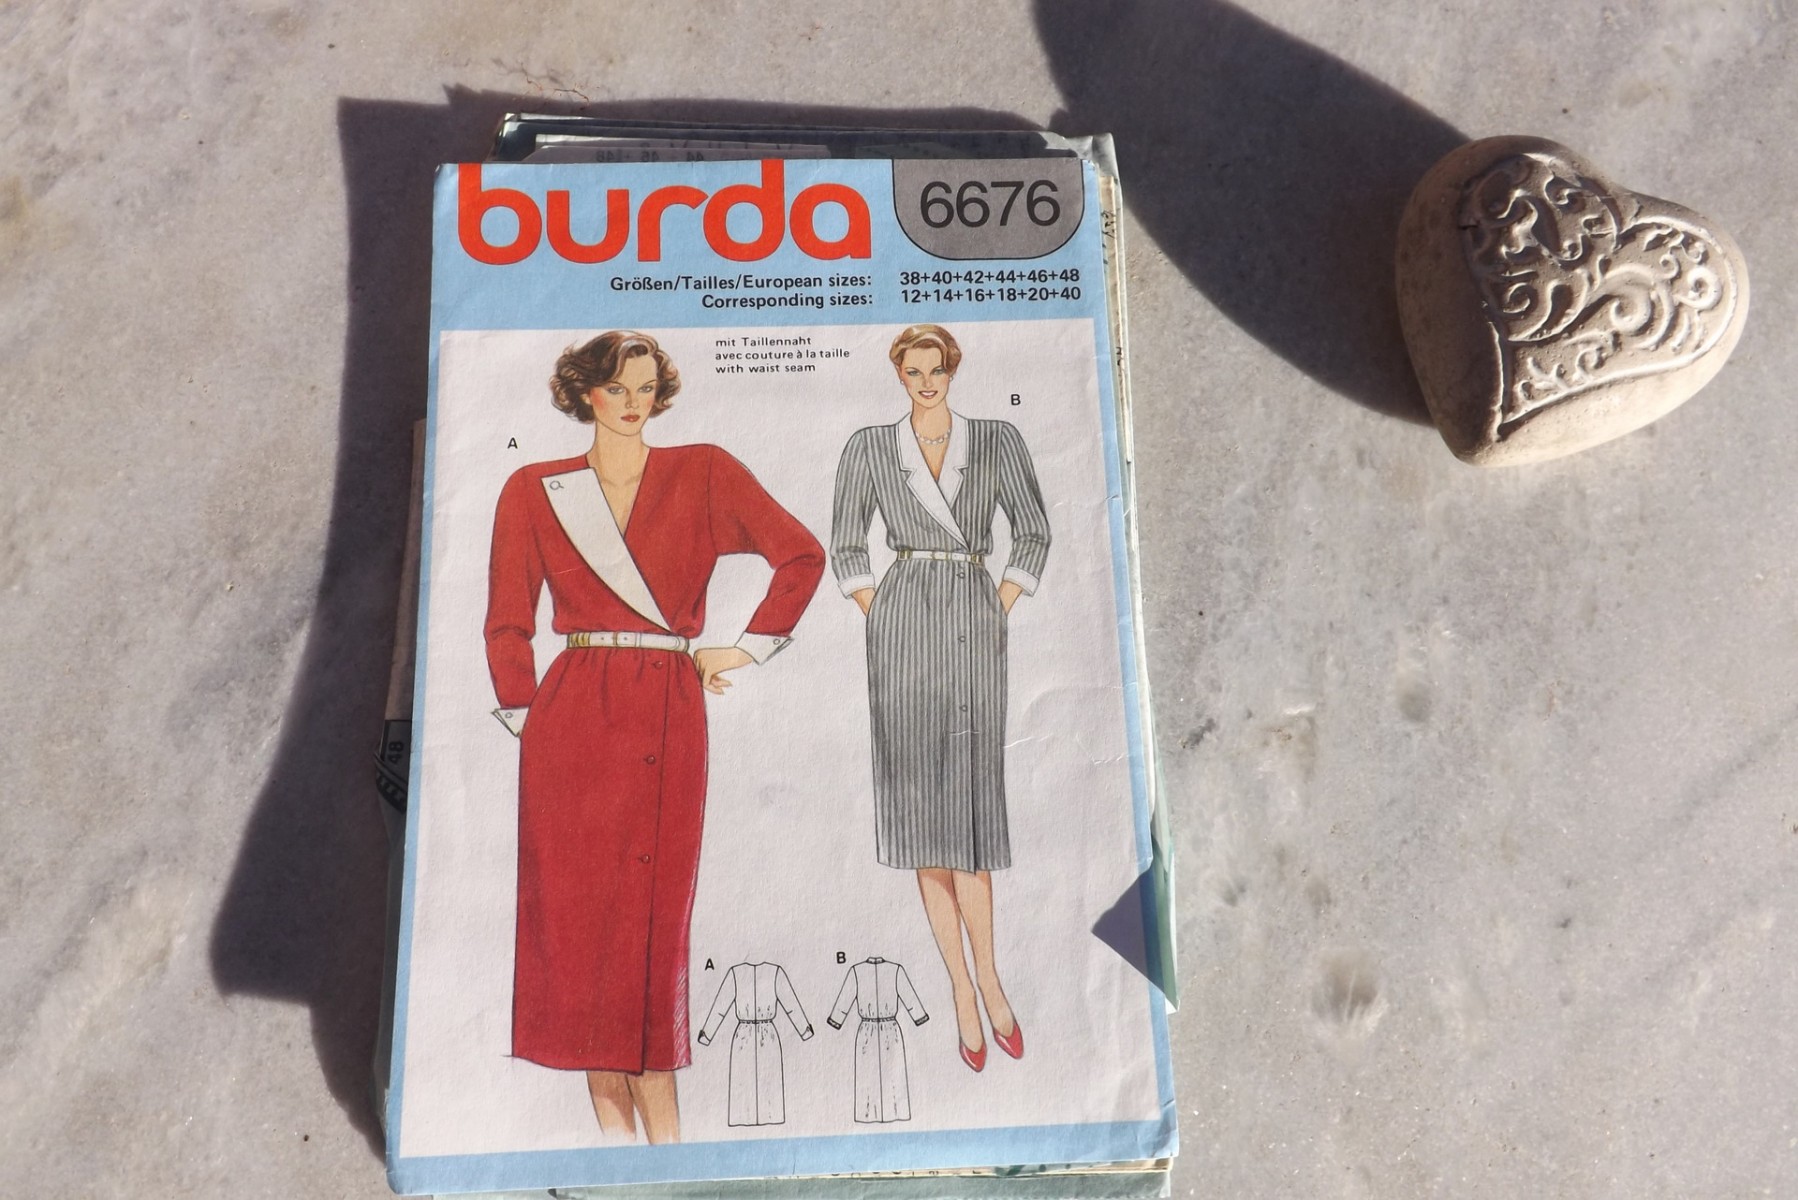 burda
6676
Größen/Tailles/European sizes: 38+40+42+44+46+48
Corresponding sizes: 12+14+16+18+20+40
mit Taillennaht
avec couture à la taille
with waist seam
A
B
A
B
48